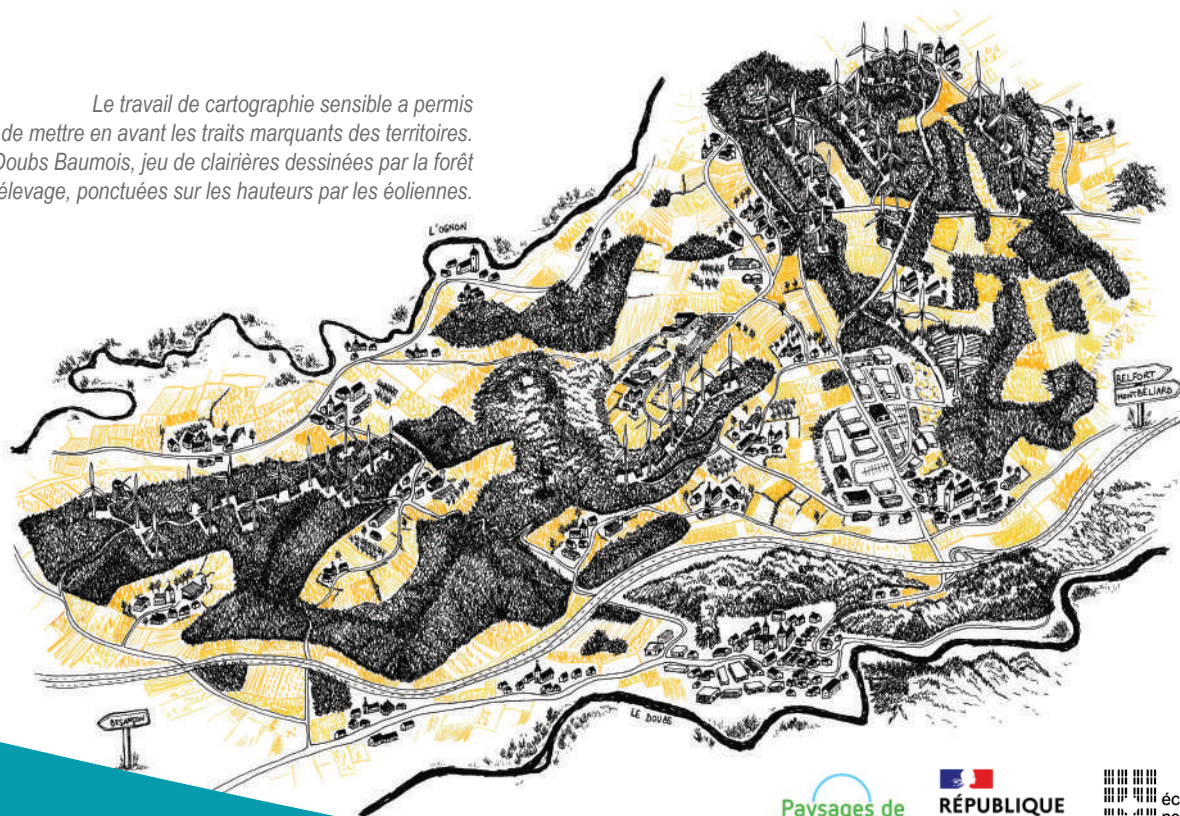 Le travail de cartographie sensible a permis
de mettre en avant les traits marquants des territoires.
Doubs Baumois, jeu de clairières dessinées par la forêt
élevage, ponctuées sur les hauteurs par les éoliennes.
L'OGNON
BELFORT
MONTBÉLIARD
BESANÇON
LE DOUBS
Paysages de
RÉPUBLIQUE
éc